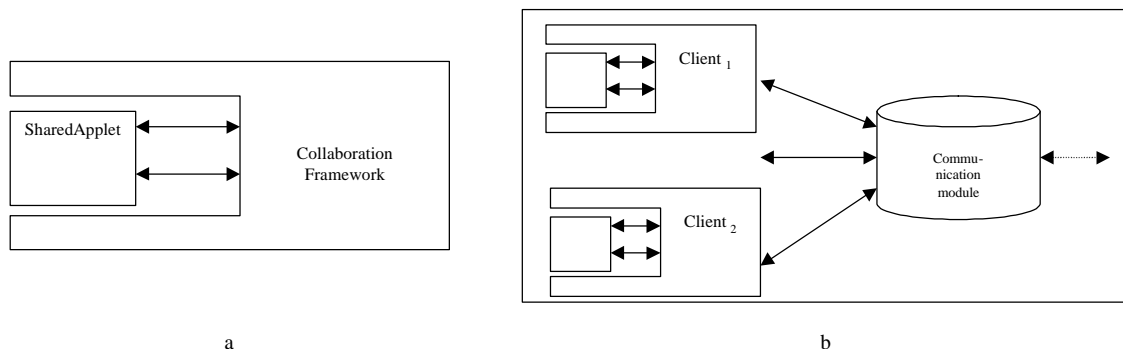 SharedApplet
Collaboration
Framework
a
Client 1
Client 2
Commu-
nication
module
b